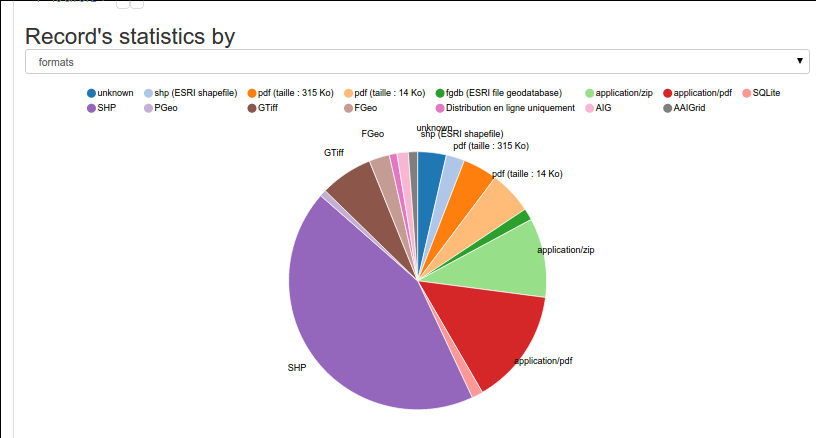 Record's statistics by
formats
unknown shp (ESRI shapefile) pdf (taille : 315 Ko) pdf (taille : 14 Ko) fgdb (ESRI file geodatabase) application/zip application/pdf SQLite
SHP PGeo GTiff FGeo Distribution en ligne uniquement AIG AAIGrid
unknown
shp (ESRI shapefile)
FGeo
pdf (taille : 315 Ko)
GTiff
pdf (taille : 14 Ko)
application/zip
application/pdf
SHP